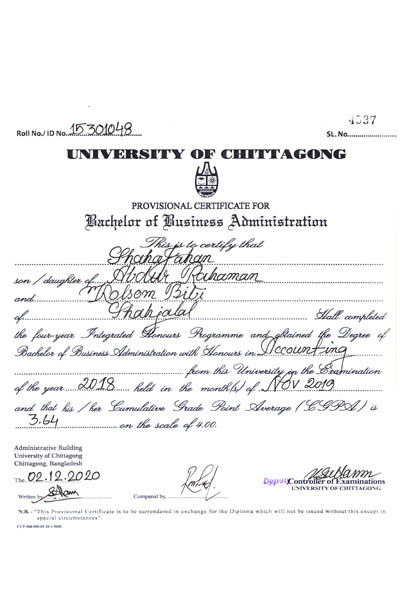 4537
Roll No./ ID No. 15301048
SL. No.
UNIVERSITY OF CHITTAGONG
PROVISIONAL CERTIFICATE FOR
Bachelor of Business Administration
This is to certify that
Shahajahan
son / daughter of Abdur Rahaman
and Kolsom Bibi
of Shahjalal Hall completed
the four-year Integrated Honours Programme and obtained the Degree of
Bachelor of Business Administration with Honours in Accounting
from this University in the Examination
of the year 2018 held in the month(s) of Nov 2019
and that his / her Cumulative Grade Point Average (CGPA) is
3.64 on the scale of 4.00.
Administrative Building
University of Chittagong
Chittagong, Bangladesh
The 02.12.2020
Written by
Compared by
Deputy Controller of Examinations
UNIVERSITY OF CHITTAGONG
N.B. - "This Provisional Certificate is to be surrendered in exchange for the Diploma which will not be issued without this except in
special circumstances".